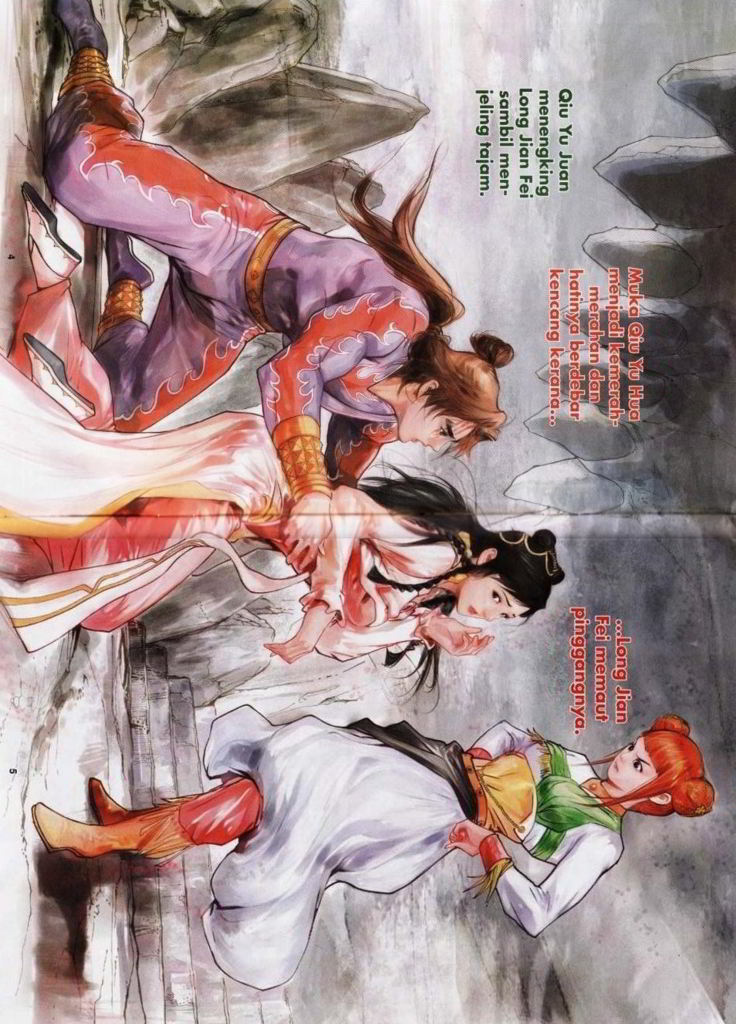 Qiu Yu Juan
menengking
Long Jian Fei
sambil men-
jeling tajam.
Muka Qiu Yu Hua
menjadi kemerah-
merahan dan
hatinya berdebar
kencang kerana...
...Long Jian
Fei memaut
pinggangnya.
4
5